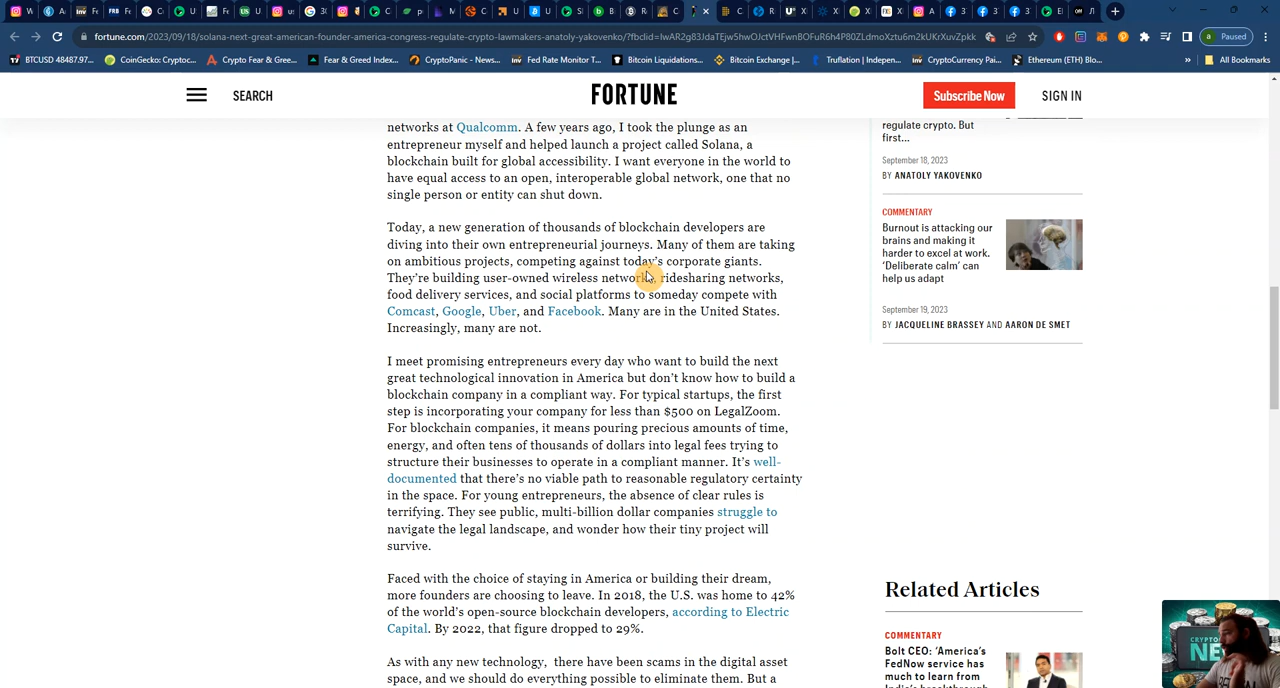 fortune.com/2023/09/18/solana-next-great-american-founder-america-congress-regulate-crypto-lawmakers-anatoly-yakovenko/?fbclid=
Paused
BTCUSD 48487.97...
CoinGecko: Cryptoc...
Crypto Fear & Gree...
Fear & Greed Index...
CryptoPanic - News...
Fed Rate Monitor T...
Bitcoin Liquidations...
Bitcoin Exchange |...
Truflation | Indepen...
CryptoCurrency Pai...
Ethereum (ETH) Blo...
All Bookmarks
SEARCH
FORTUNE
Subscribe Now
SIGN IN
networks at Qualcomm. A few years ago, I took the plunge as an
entrepreneur myself and helped launch a project called Solana, a
blockchain built for global accessibility. I want everyone in the world to
have equal access to an open, interoperable global network, one that no
single person or entity can shut down.
Today, a new generation of thousands of blockchain developers are
diving into their own entrepreneurial journeys. Many of them are taking
on ambitious projects, competing against today's corporate giants.
They're building user-owned wireless networks, ridesharing networks,
food delivery services, and social platforms to someday compete with
Comcast, Google, Uber, and Facebook. Many are in the United States.
Increasingly, many are not.
I meet promising entrepreneurs every day who want to build the next
great technological innovation in America but don't know how to build a
blockchain company in a compliant way. For typical startups, the first
step is incorporating your company for less than $500 on LegalZoom.
For blockchain companies, it means pouring precious amounts of time,
energy, and often tens of thousands of dollars into legal fees trying to
structure their businesses to operate in a compliant manner. It's well-
documented that there's no viable path to reasonable regulatory certainty
in the space. For young entrepreneurs, the absence of clear rules is
terrifying. They see public, multi-billion dollar companies struggle to
navigate the legal landscape, and wonder how their tiny project will
survive.
Faced with the choice of staying in America or building their dream,
more founders are choosing to leave. In 2018, the U.S. was home to 42%
of the world's open-source blockchain developers, according to Electric
Capital. By 2022, that figure dropped to 29%.
As with any new technology, there have been scams in the digital asset
space, and we should do everything possible to eliminate them. But a
regulate crypto. But
first...
September 18, 2023
BY ANATOLY YAKOVENKO
COMMENTARY
Burnout is attacking our
brains and making it
harder to excel at work.
'Deliberate calm' can
help us adapt
September 19, 2023
BY JACQUELINE BRASSEY AND AARON DE SMET
Related Articles
COMMENTARY
Bolt CEO: 'America's
FedNow service has
much to learn from
India's breakthrough